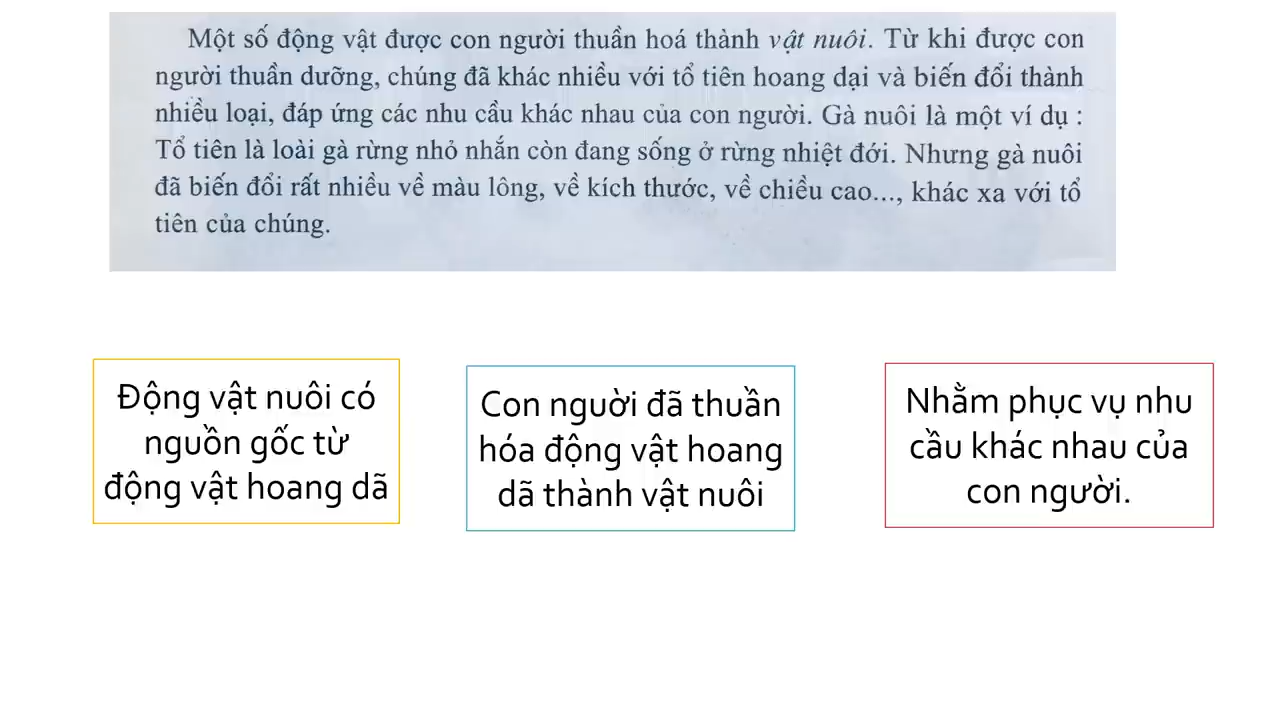 Một số động vật được con người thuần hoá thành vật nuôi. Từ khi được con
người thuần dưỡng, chúng đã khác nhiều với tổ tiên hoang dại và biến đổi thành
nhiều loại, đáp ứng các nhu cầu khác nhau của con người. Gà nuôi là một ví dụ :
Tổ tiên là loài gà rừng nhỏ nhắn còn đang sống ở rừng nhiệt đới. Nhưng gà nuôi
đã biến đổi rất nhiều về màu lông, về kích thước, về chiều cao..., khác xa với tổ
tiên của chúng.
Động vật nuôi có
nguồn gốc từ
động vật hoang dã
Con nguời đã thuần
hóa động vật hoang
dã thành vật nuôi
Nhằm phục vụ nhu
cầu khác nhau của
con người.